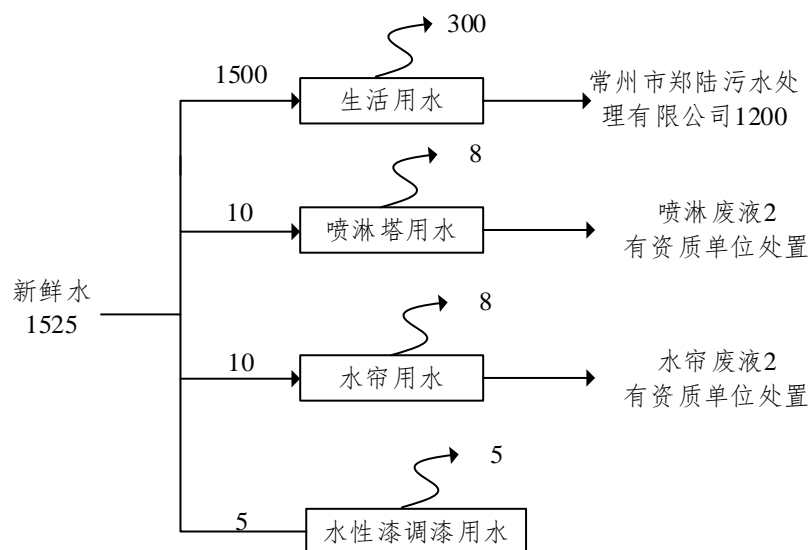 300
1500
生活用水
常州市郑陆污水处
理有限公司1200
8
10
喷淋塔用水
喷淋废液2
有资质单位处置
新鲜水
1525
8
10
水帘用水
水帘废液2
有资质单位处置
5
5
水性漆调漆用水